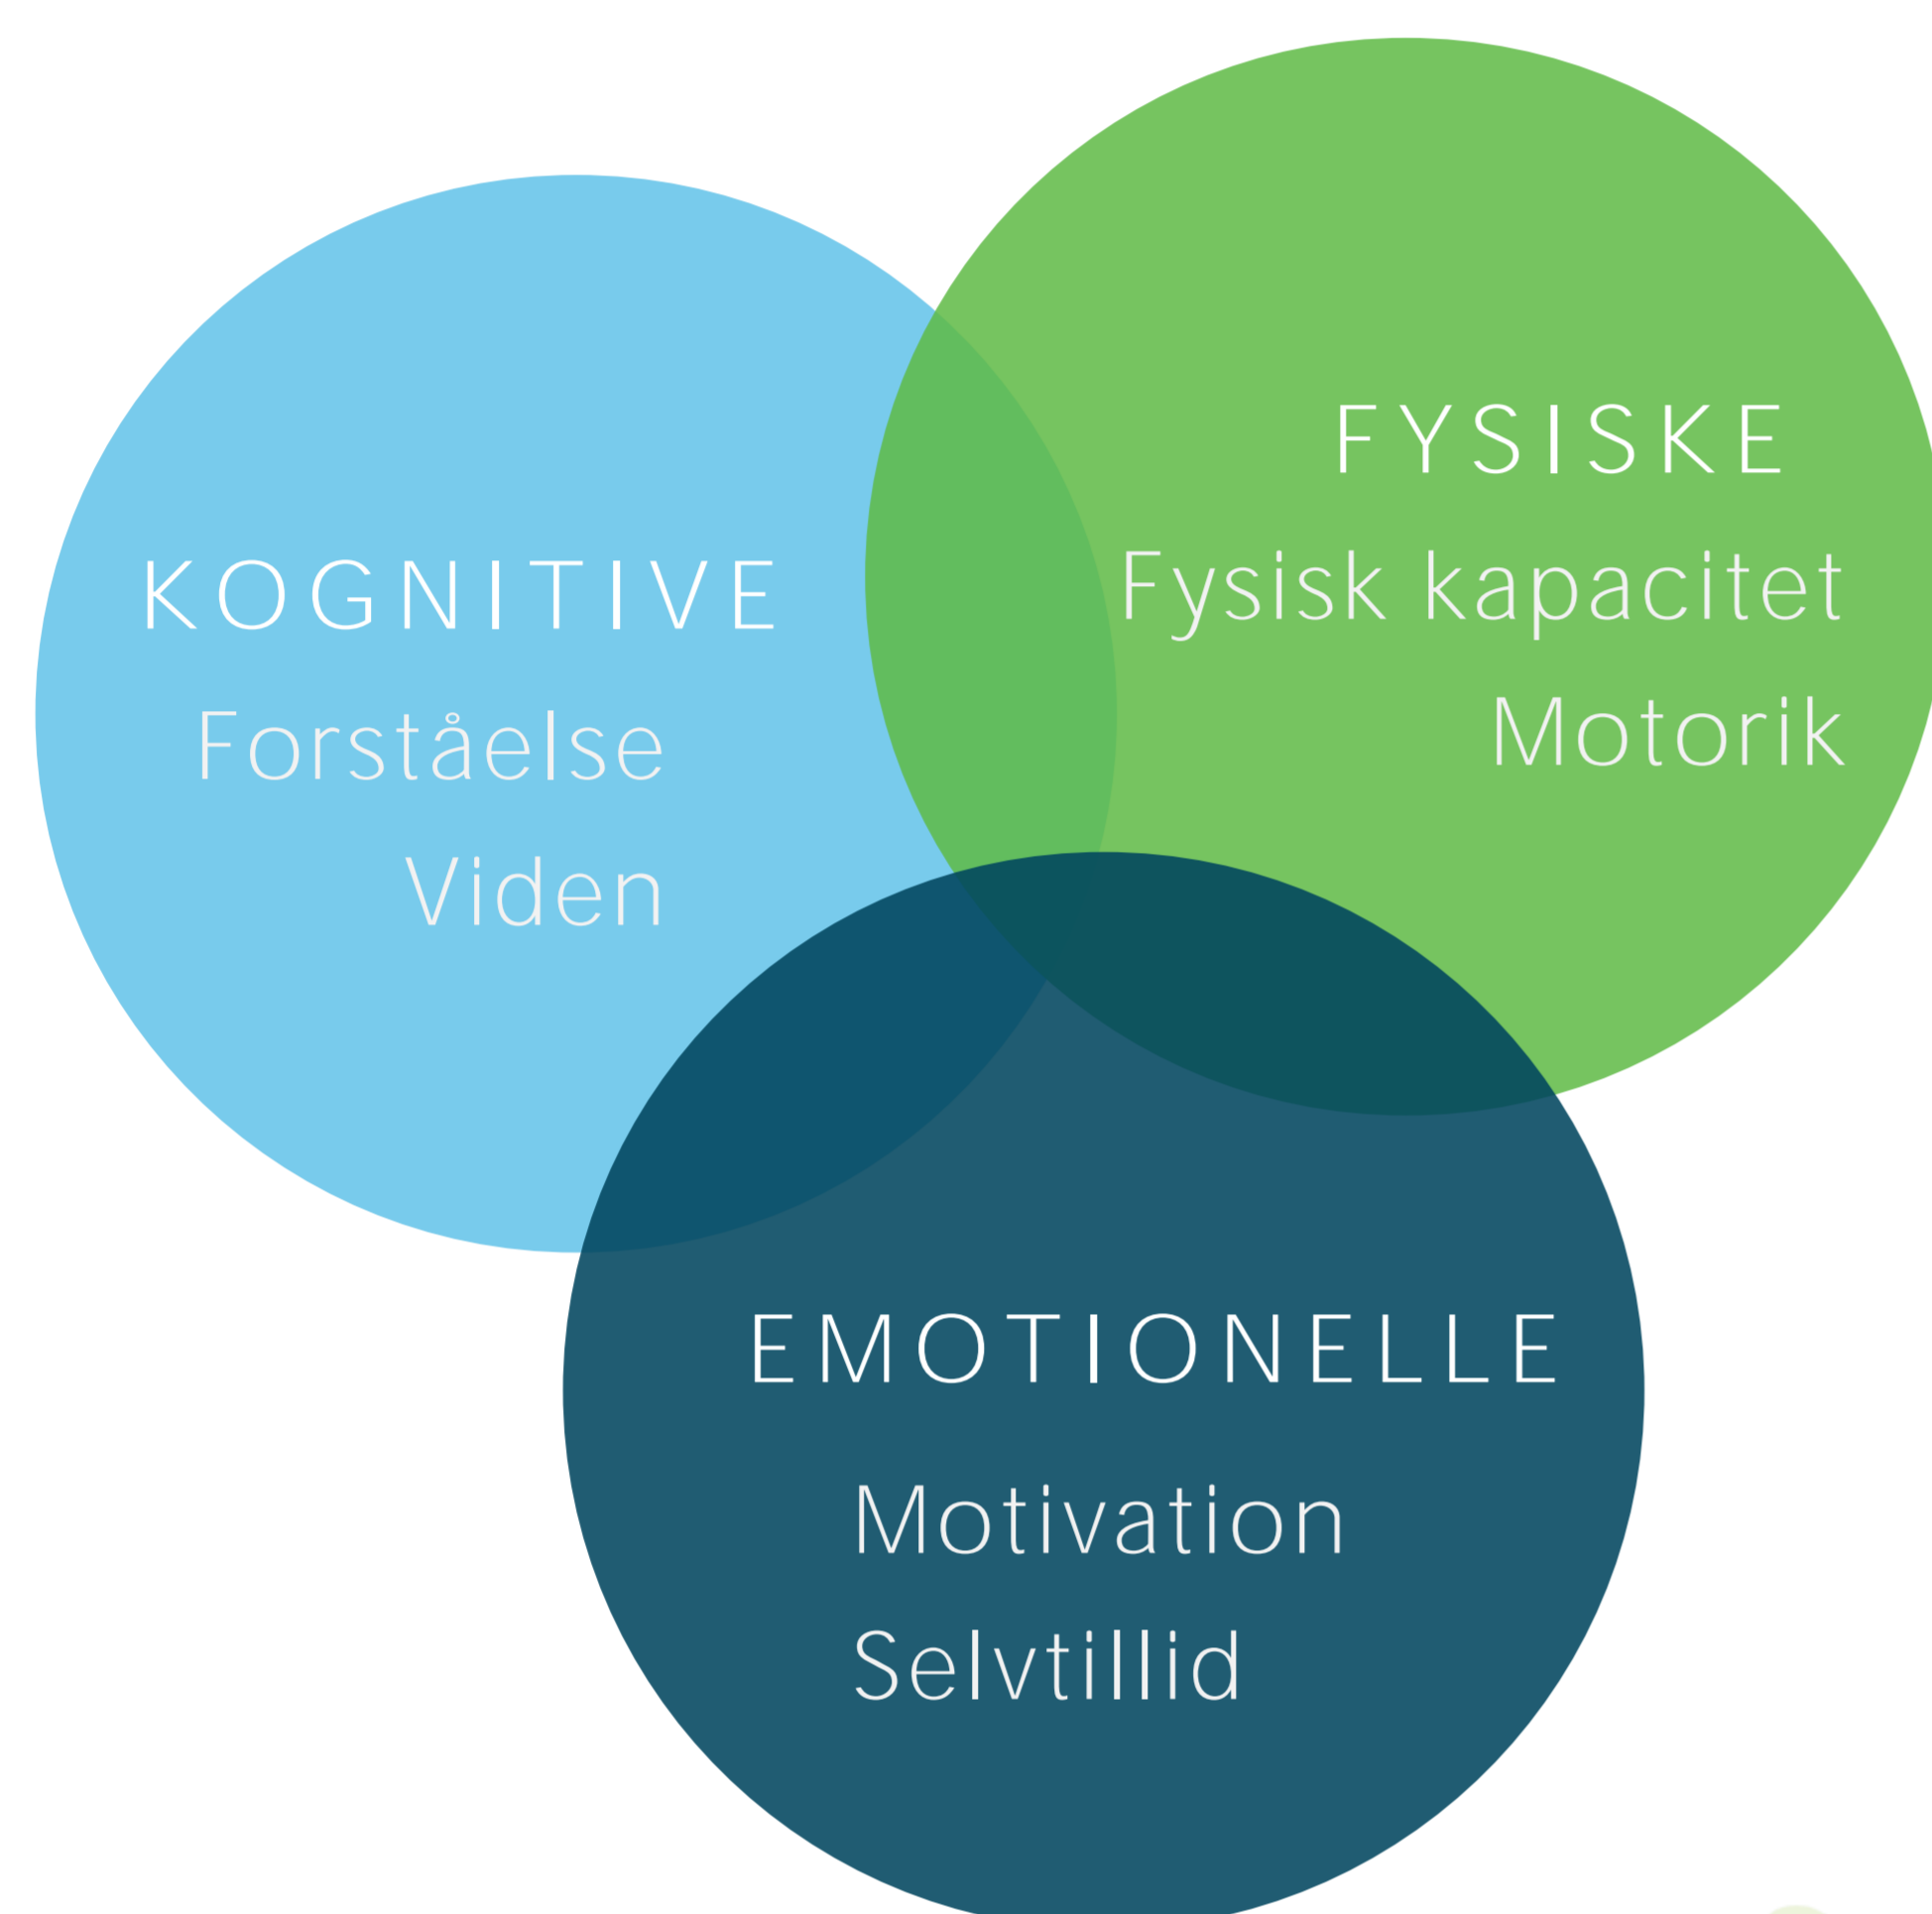 KOGNITIVE
Forståelse
Viden
FYSISKE
Fysisk kapacitet
Motorik
EMOTIONELLE
Motivation
Selvtillid